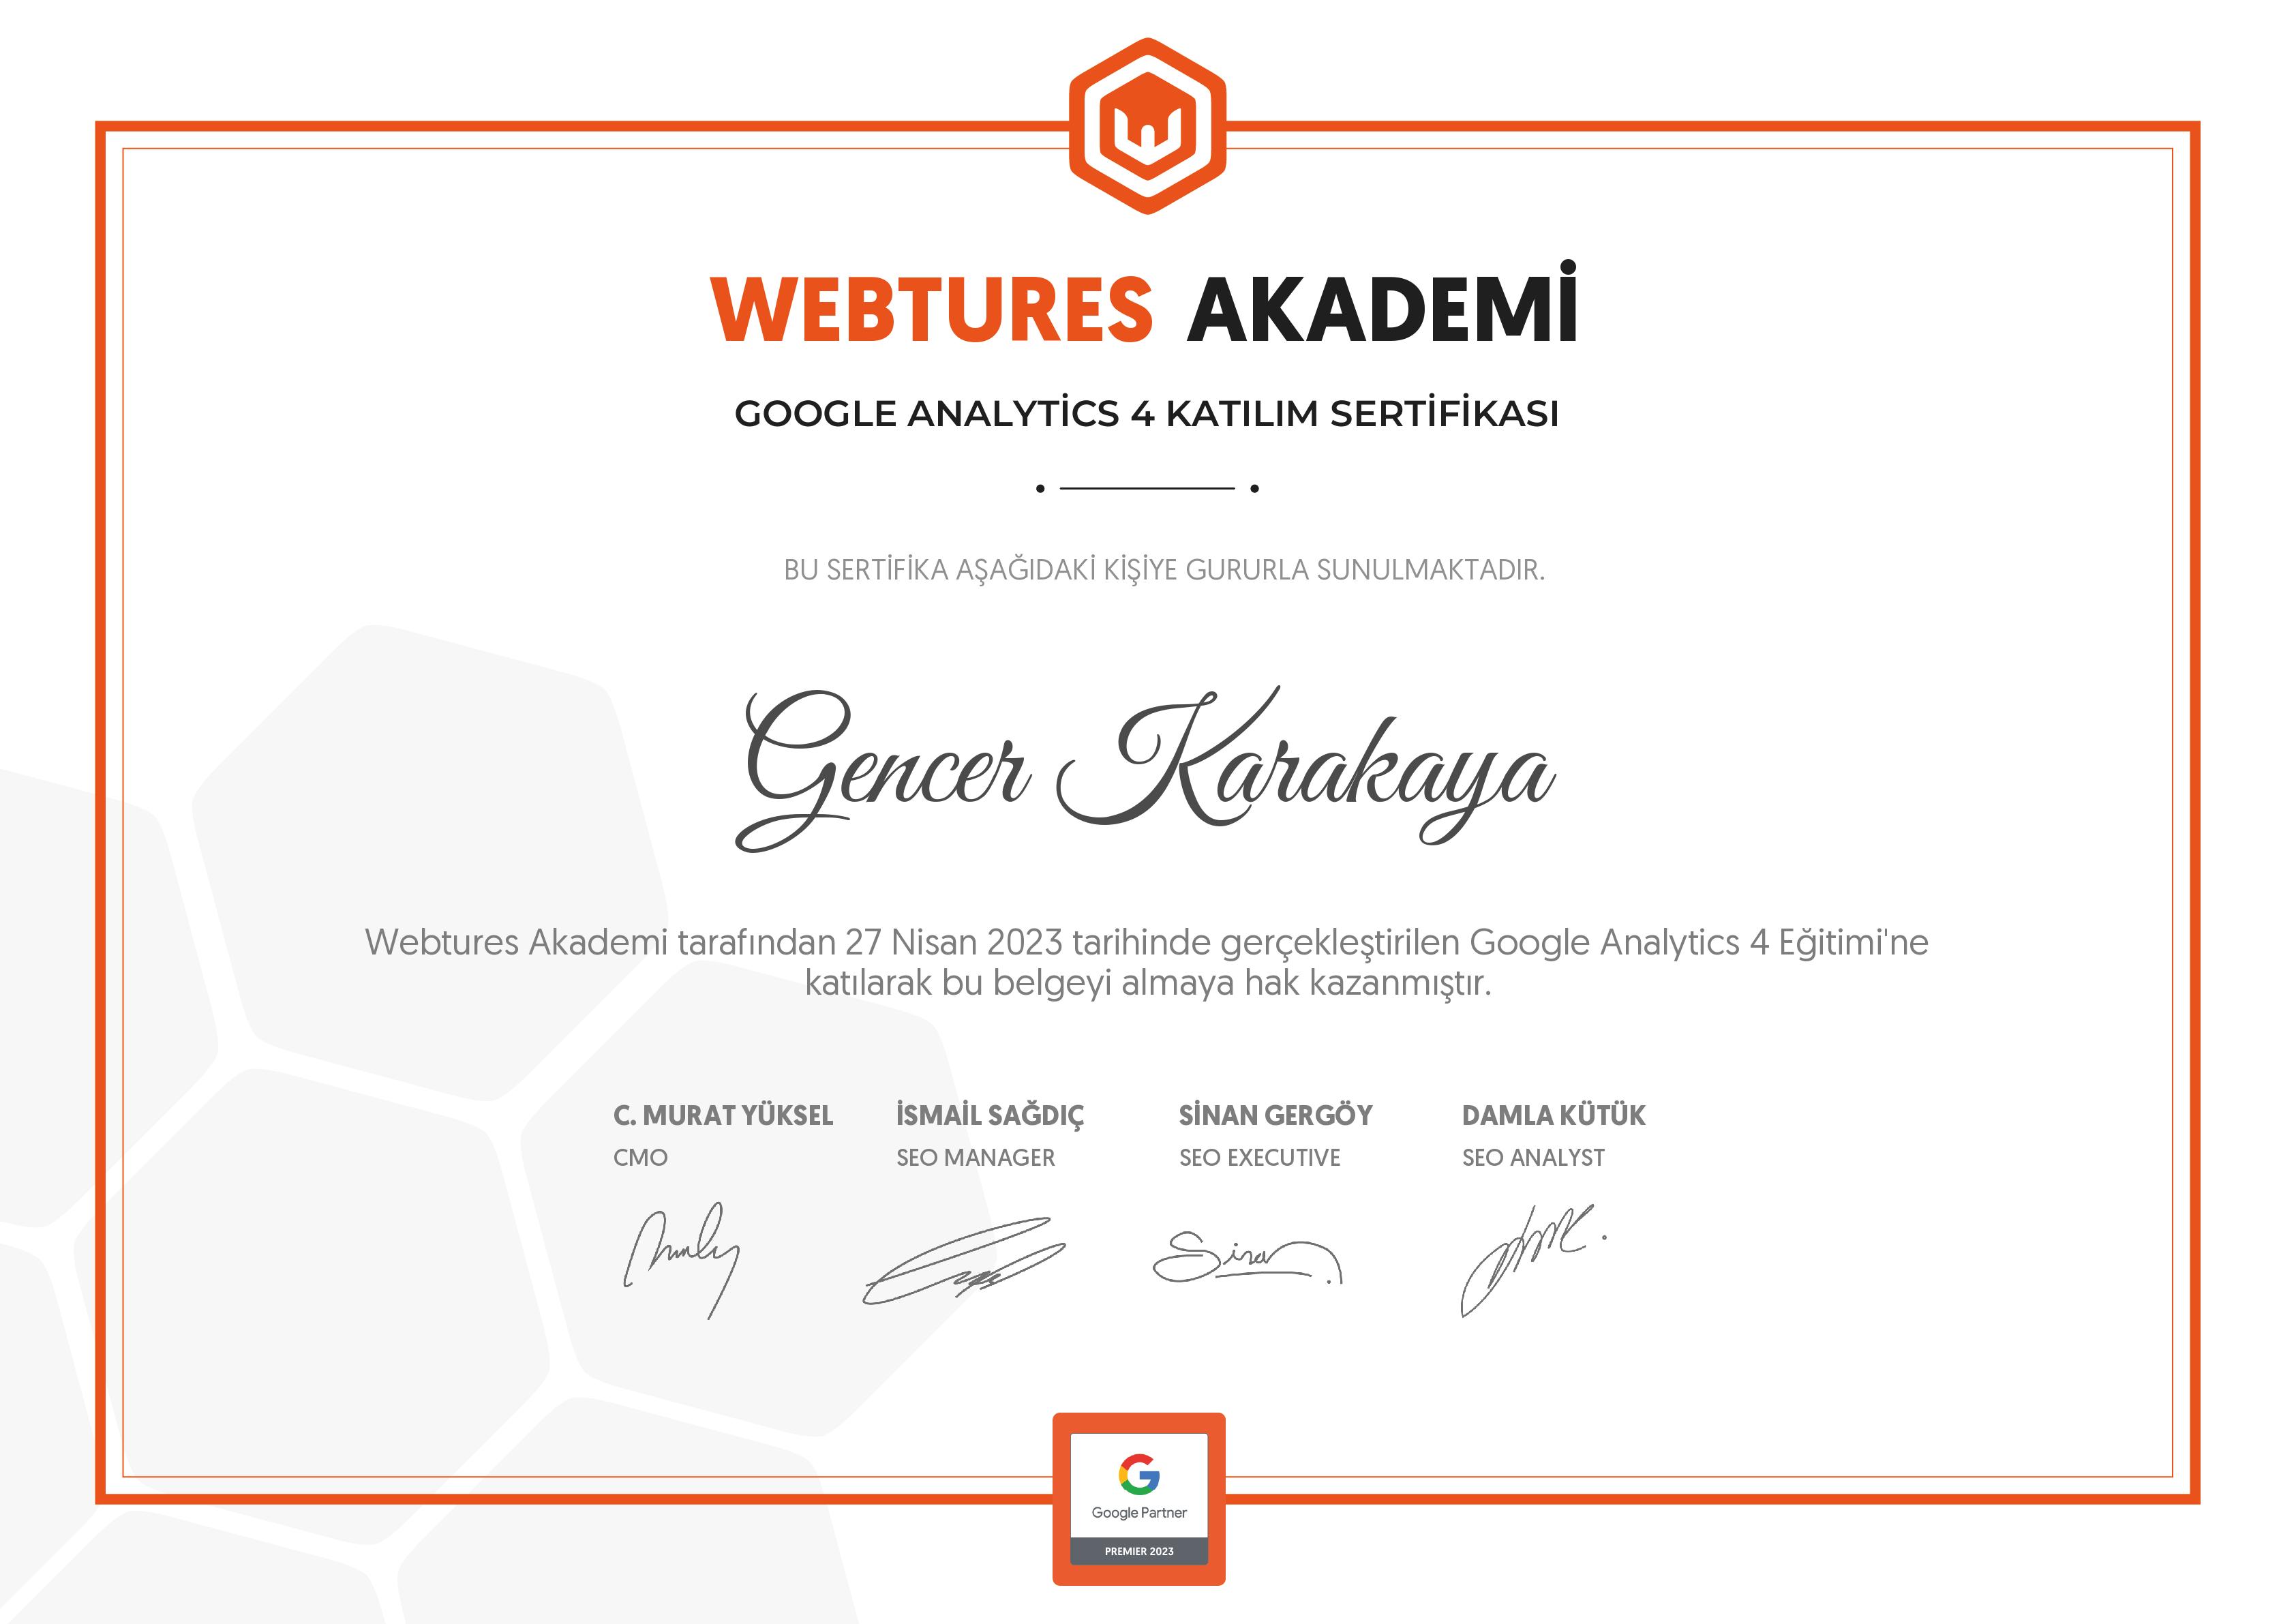 WEBTURES AKADEMİ
GOOGLE ANALYTİCS 4 KATILIM SERTİFİKASI
BU SERTİFİKA AŞAĞIDAKİ KİŞİYE GURURLA SUNULMAKTADIR.
Gencer Karakaya
Webtures Akademi tarafından 27 Nisan 2023 tarihinde gerçekleştirilen Google Analytics 4 Eğitimi'ne
katılarak bu belgeyi almaya hak kazanmıştır.
C. MURAT YÜKSEL İSMAİL SAĞDIÇ SİNAN GERGÖY DAMLA KÜTÜK
CMO SEO MANAGER SEO EXECUTIVE SEO ANALYST
Google Partner
PREMIER 2023